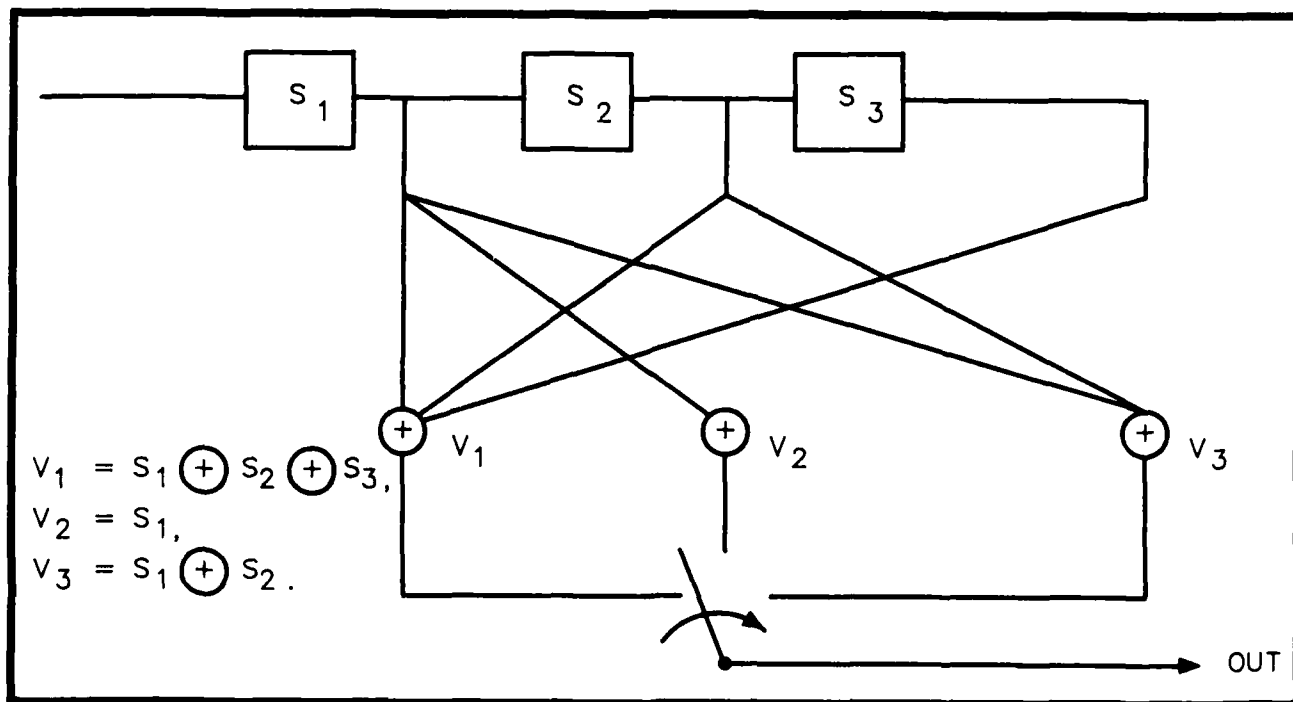 S₁ S₂ S₃
+ V₁ + V₂ + V₃
V₁ = S₁ ⊕ S₂ ⊕ S₃,
V₂ = S₁,
V₃ = S₁ ⊕ S₂.
OUT